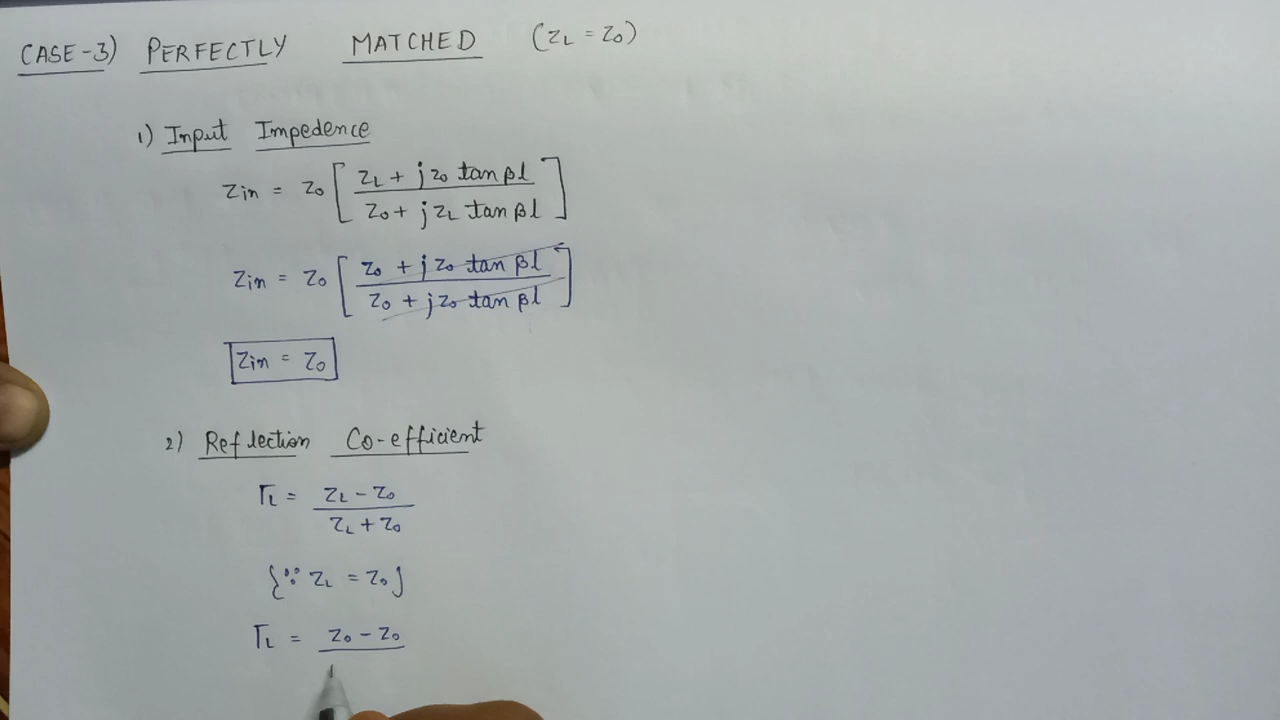 CASE-3) PERFECTLY MATCHED (ZL = Z0)
1) Input Impedence
Zin = Z0 [ ZL + j Z0 tan βl / Z0 + j ZL tan βl ]
Zin = Z0 [ Z0 + j Z0 tan βl / Z0 + j Z0 tan βl ]
Zin = Z0
2) Reflection Co-efficient
ΓL = ZL - Z0 / ZL + Z0
{∵ ZL = Z0}
ΓL = Z0 - Z0